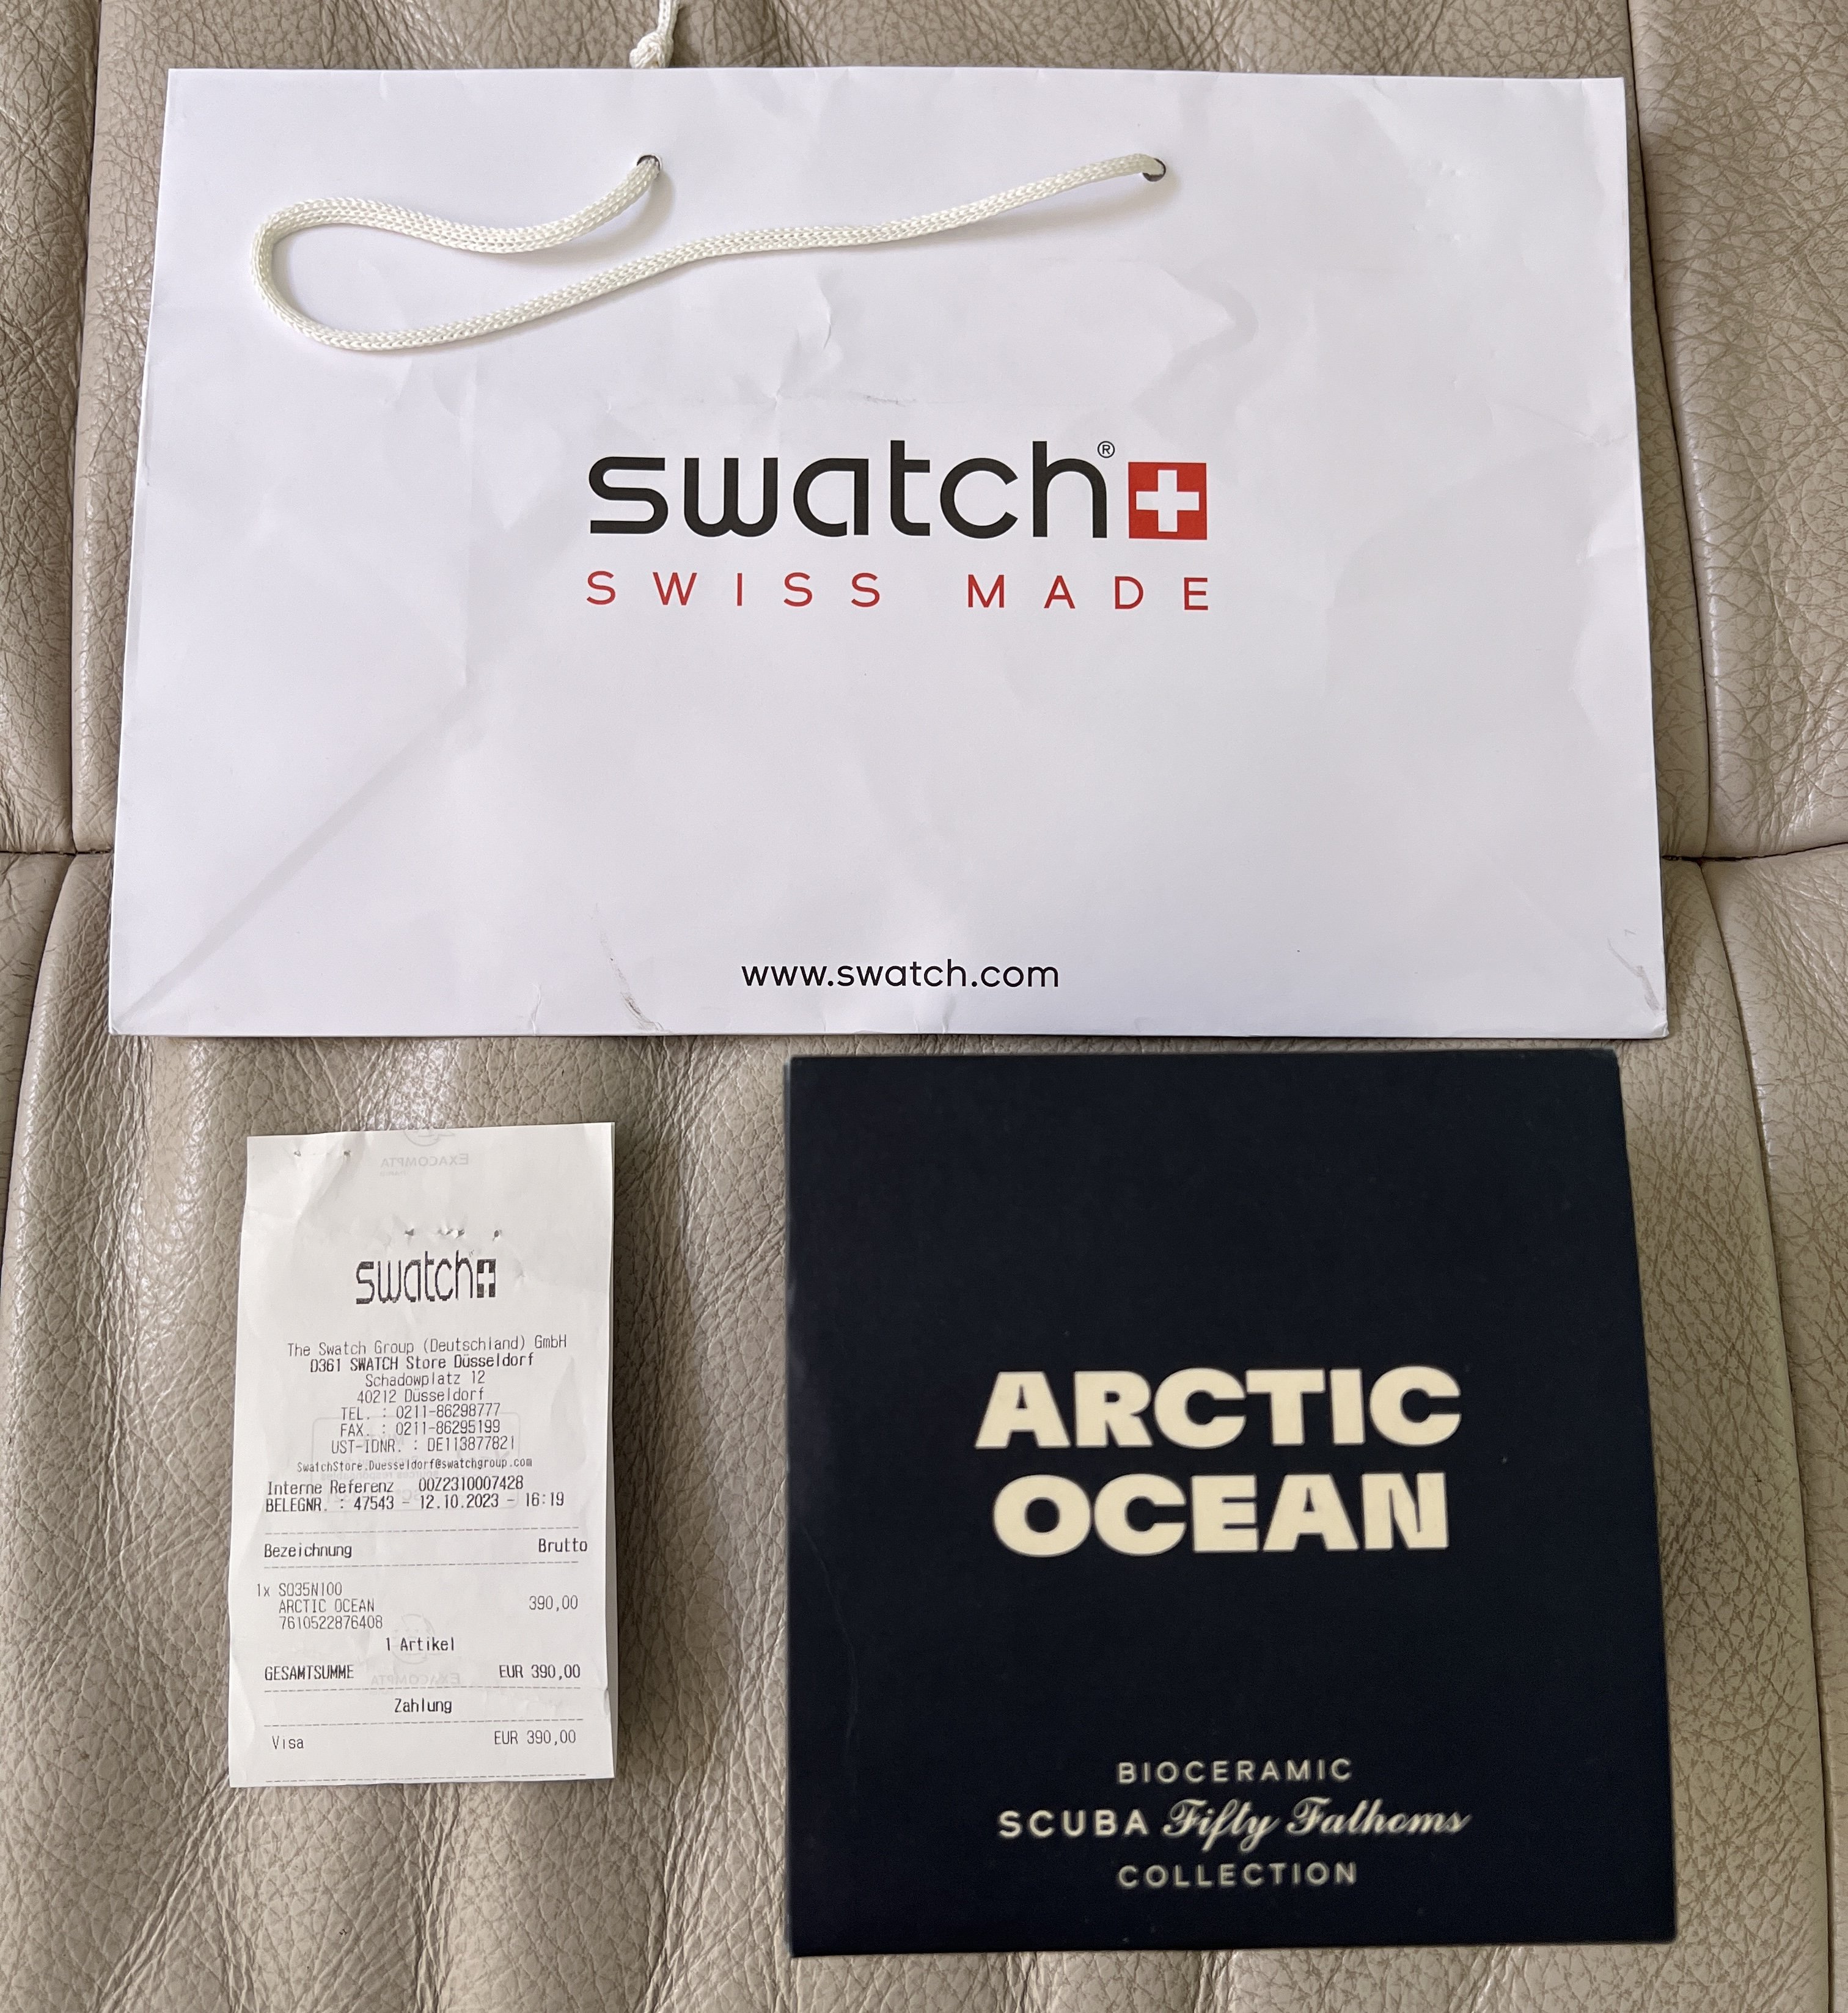 swatch®
SWISS MADE
www.swatch.com
EXACOMPTA
swatch
The Swatch Group (Deutschland) GmbH
D361 SWATCH Store Düsseldorf
Schadowplatz 12
40212 Düsseldorf
TEL. : 0211-86298777
FAX. : 0211-86295199
UST-IDNR. : DE113877821
SwatchStore.Duesseldorf@swatchgroup.com
Interne Referenz 00Z2310007428
BELEGNR. : 47543 - 12.10.2023 - 16:19
Bezeichnung Brutto
1x SO35N100
ARCTIC OCEAN 390,00
7610522876408
1 Artikel
GESAMTSUMME EUR 390,00
EXACOMPTA
Zahlung
Visa EUR 390,00
ARCTIC
OCEAN
BIOCERAMIC
SCUBA Fifty Fathoms
COLLECTION